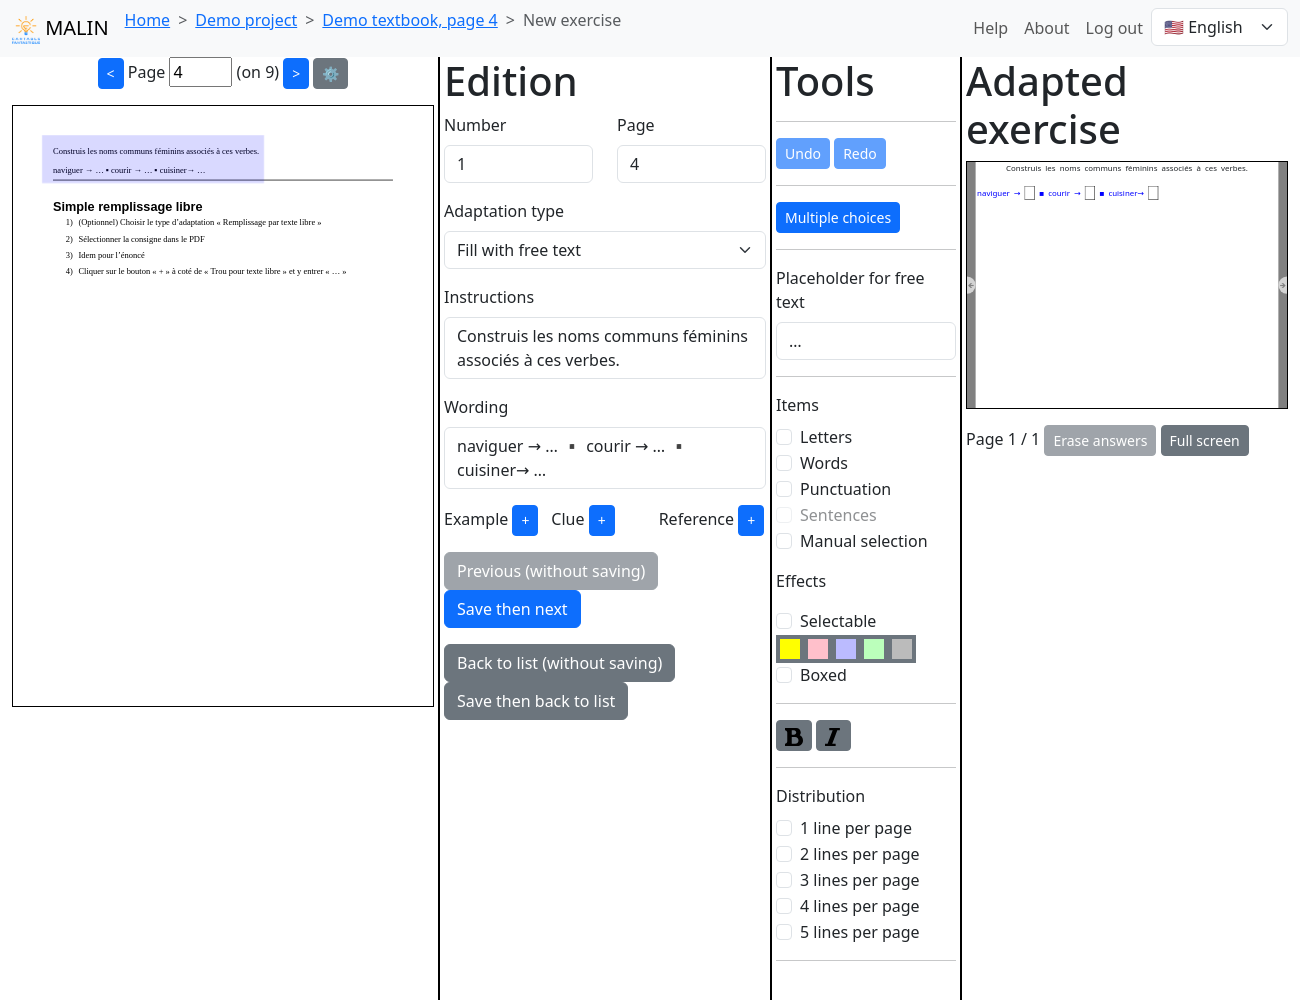 MALIN
Home > Demo project > Demo textbook, page 4 > New exercise
Help About Log out 🇺🇸 English
< Page 4 (on 9) > ⚙️
Construis les noms communs féminins associés à ces verbes.
naviguer → … ▪ courir → … ▪ cuisiner→ …
Simple remplissage libre
1) (Optionnel) Choisir le type d’adaptation « Remplissage par texte libre »
2) Sélectionner la consigne dans le PDF
3) Idem pour l’énoncé
4) Cliquer sur le bouton « + » à coté de « Trou pour texte libre » et y entrer « … »
Edition
Number Page
1 4
Adaptation type
Fill with free text
Instructions
Construis les noms communs féminins
associés à ces verbes.
Wording
naviguer → … ▪ courir → … ▪
cuisiner→ …
Example + Clue + Reference +
Previous (without saving)
Save then next
Back to list (without saving)
Save then back to list
Tools
Undo Redo
Multiple choices
Placeholder for free
text
…
Items
Letters
Words
Punctuation
Sentences
Manual selection
Effects
Selectable
Boxed
B I
Distribution
1 line per page
2 lines per page
3 lines per page
4 lines per page
5 lines per page
Adapted
exercise
Construis les noms communs féminins associés à ces verbes.
naviguer → ▪ courir → ▪ cuisiner→
Page 1 / 1 Erase answers Full screen